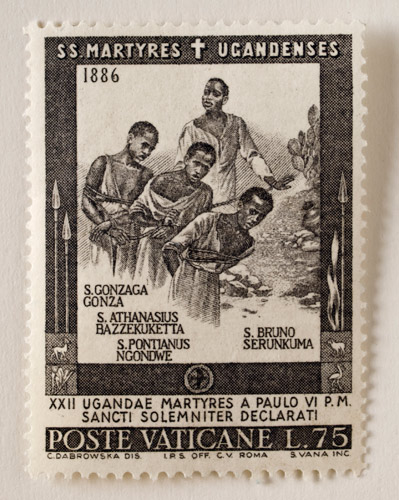 SS. MARTYRES ✝ UGANDENSES
1886
S. GONZAGA
GONZA
S. ATHANASIUS
BAZZEKUKETTA
S. PONTIANUS
NGONDWE
S. BRUNO
SERUNKUMA
XXII UGANDAE MARTYRES A PAULO VI P.M.
SANCTI SOLEMNITER DECLARATI
POSTE VATICANE L.75
C.DABROWSKA DIS. I.P.S. OFF. C.V. ROMA S.VANA INC.